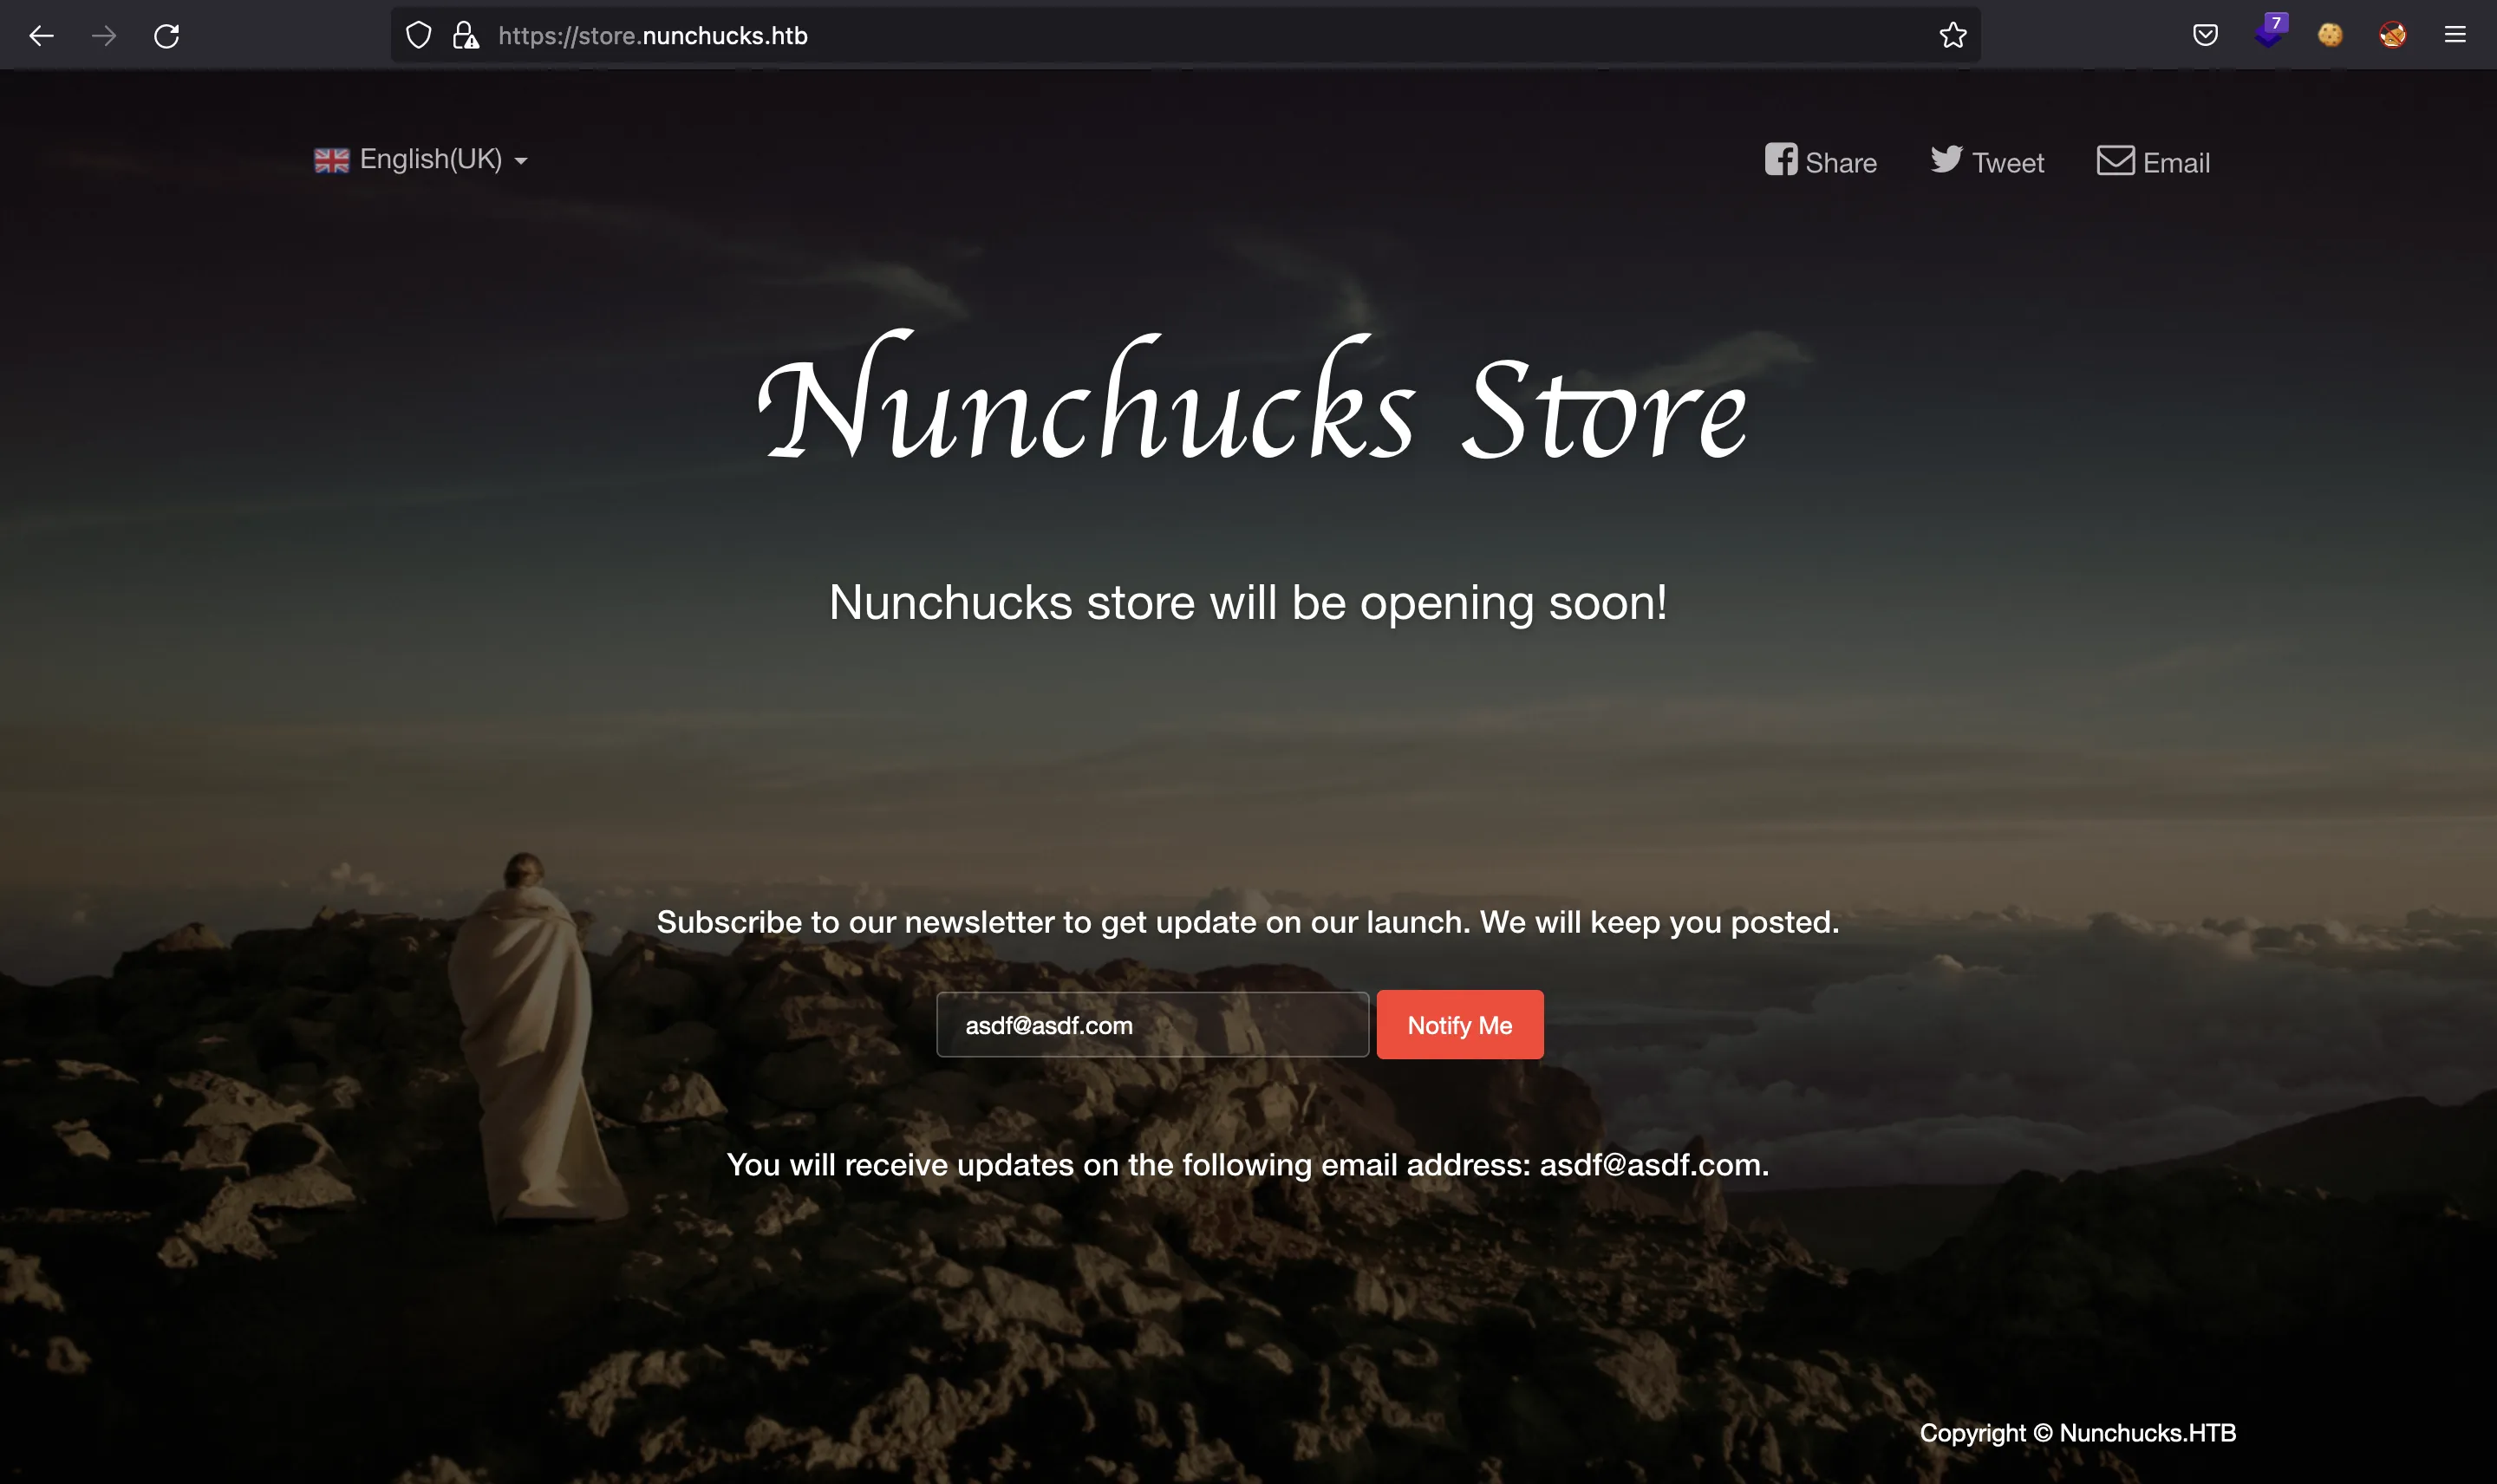 https://store.nunchucks.htb
7
English(UK)
Share
Tweet
Email
Nunchucks Store
Nunchucks store will be opening soon!
Subscribe to our newsletter to get update on our launch. We will keep you posted.
asdf@asdf.com
Notify Me
You will receive updates on the following email address: asdf@asdf.com.
Copyright © Nunchucks.HTB